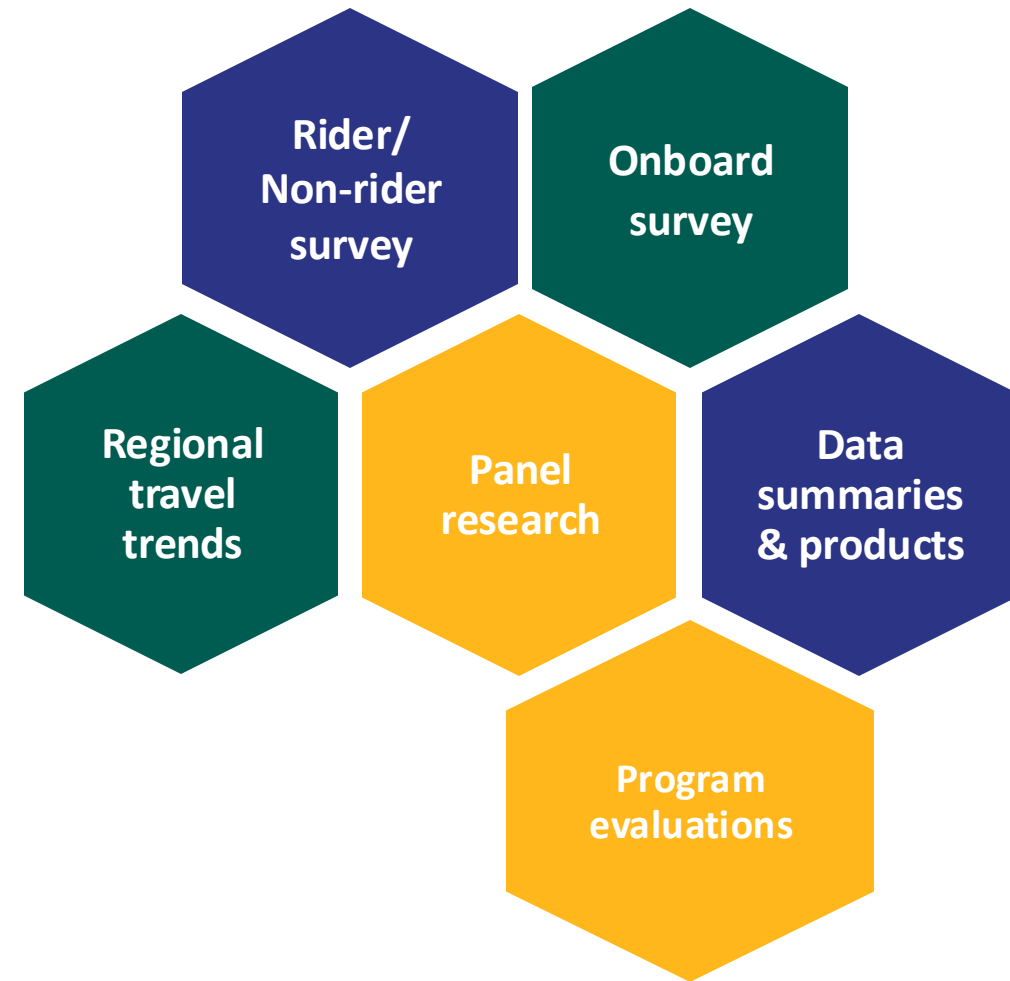 Rider/
Non-rider
survey
Onboard
survey
Regional
travel
trends
Panel
research
Data
summaries
& products
Program
evaluations